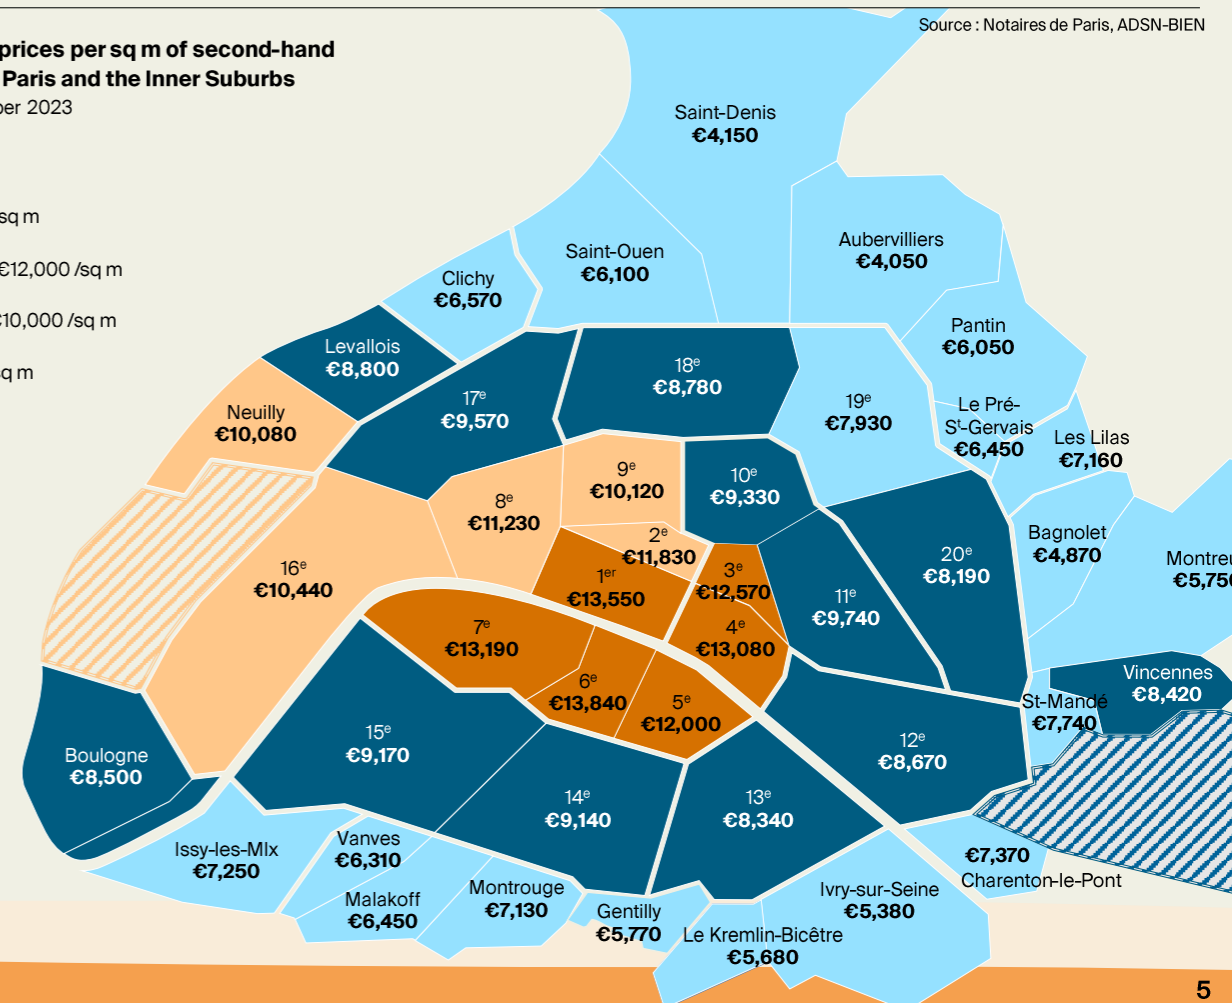 Source : Notaires de Paris, ADSN-BIEN
prices per sq m of second-hand
Paris and the Inner Suburbs
ber 2023
sq m
€12,000 /sq m
€10,000 /sq m
sq m
Saint-Denis
€4,150
Aubervilliers
€4,050
Saint-Ouen
€6,100
Clichy
€6,570
Pantin
€6,050
Levallois
€8,800
18e
€8,780
17e
€9,570
19e
€7,930
Le Pré-
St-Gervais
€6,450
Neuilly
€10,080
Les Lilas
€7,160
9e
€10,120
10e
€9,330
8e
€11,230
2e
€11,830
Bagnolet
€4,870
20e
€8,190
Montreu
€5,750
16e
€10,440
1er
€13,550
3e
€12,570
11e
€9,740
7e
€13,190
4e
€13,080
6e
€13,840
5e
€12,000
Vincennes
€8,420
St-Mandé
€7,740
15e
€9,170
12e
€8,670
Boulogne
€8,500
14e
€9,140
13e
€8,340
Issy-les-Mlx
€7,250
Vanves
€6,310
€7,370
Charenton-le-Pont
Malakoff
€6,450
Montrouge
€7,130
Ivry-sur-Seine
€5,380
Gentilly
€5,770
Le Kremlin-Bicêtre
€5,680
5